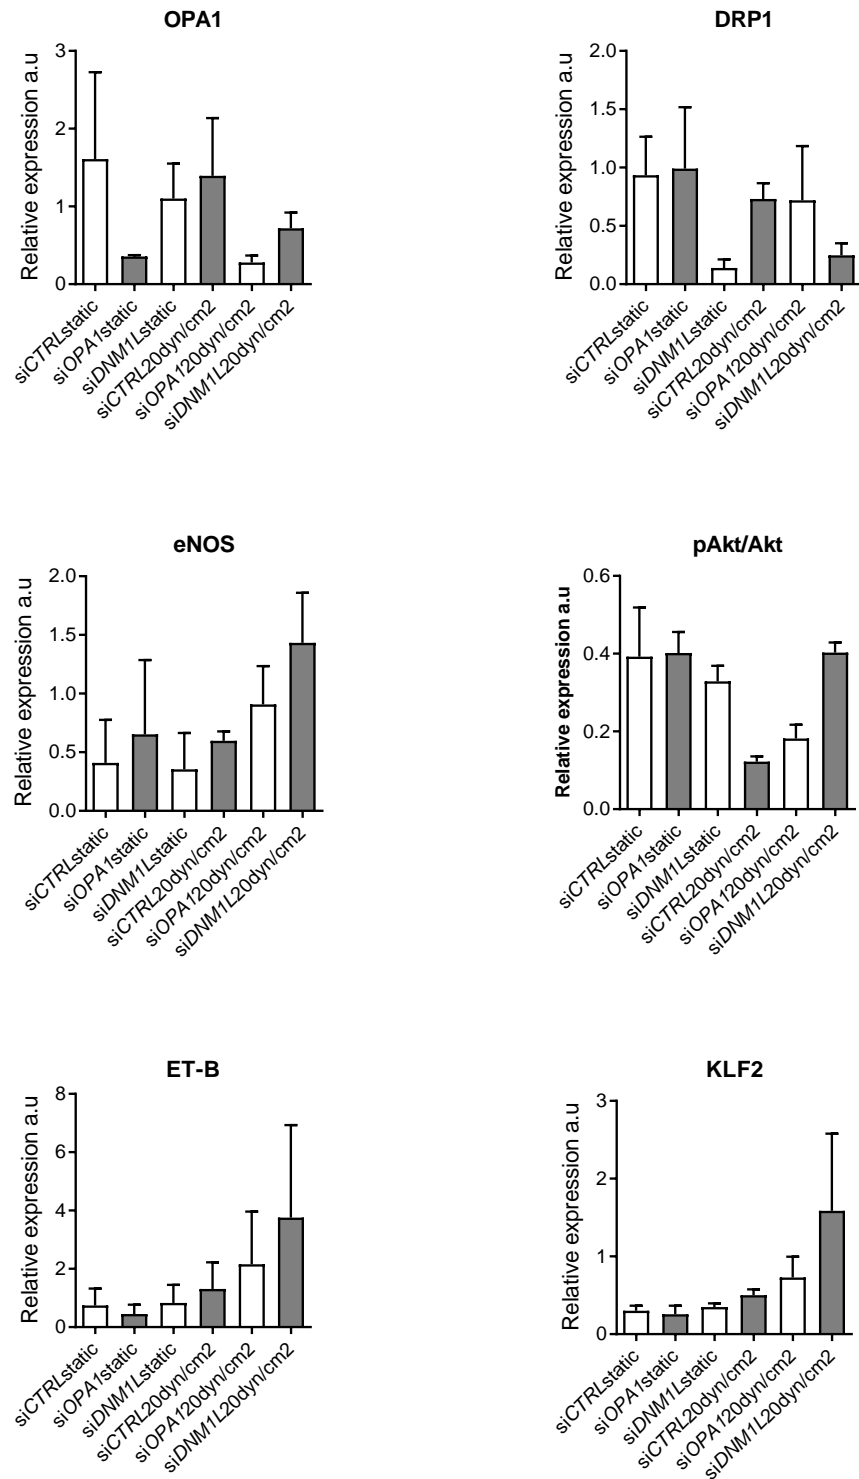 OPA1
Relative expression a.u
3
2
1
0
siCTRLstatic
siOPA1static
siDNM1Lstatic
siCTRL20dyn/cm2
siOPA120dyn/cm2
siDNM1L20dyn/cm2
DRP1
Relative expression a.u
2.0
1.5
1.0
0.5
0.0
siCTRLstatic
siOPA1static
siDNM1Lstatic
siCTRL20dyn/cm2
siOPA120dyn/cm2
siDNM1L20dyn/cm2
eNOS
Relative expression a.u
2.0
1.5
1.0
0.5
0.0
siCTRLstatic
siOPA1static
siDNM1Lstatic
siCTRL20dyn/cm2
siOPA120dyn/cm2
siDNM1L20dyn/cm2
pAkt/Akt
Relative expression a.u
0.6
0.4
0.2
0.0
siCTRLstatic
siOPA1static
siDNM1Lstatic
siCTRL20dyn/cm2
siOPA120dyn/cm2
siDNM1L20dyn/cm2
ET-B
Relative expression a.u
8
6
4
2
0
siCTRLstatic
siOPA1static
siDNM1Lstatic
siCTRL20dyn/cm2
siOPA120dyn/cm2
siDNM1L20dyn/cm2
KLF2
Relative expression a.u
3
2
1
0
siCTRLstatic
siOPA1static
siDNM1Lstatic
siCTRL20dyn/cm2
siOPA120dyn/cm2
siDNM1L20dyn/cm2